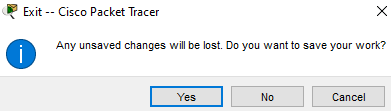 Exit -- Cisco Packet Tracer
Any unsaved changes will be lost. Do you want to save your work?
Yes
No
Cancel